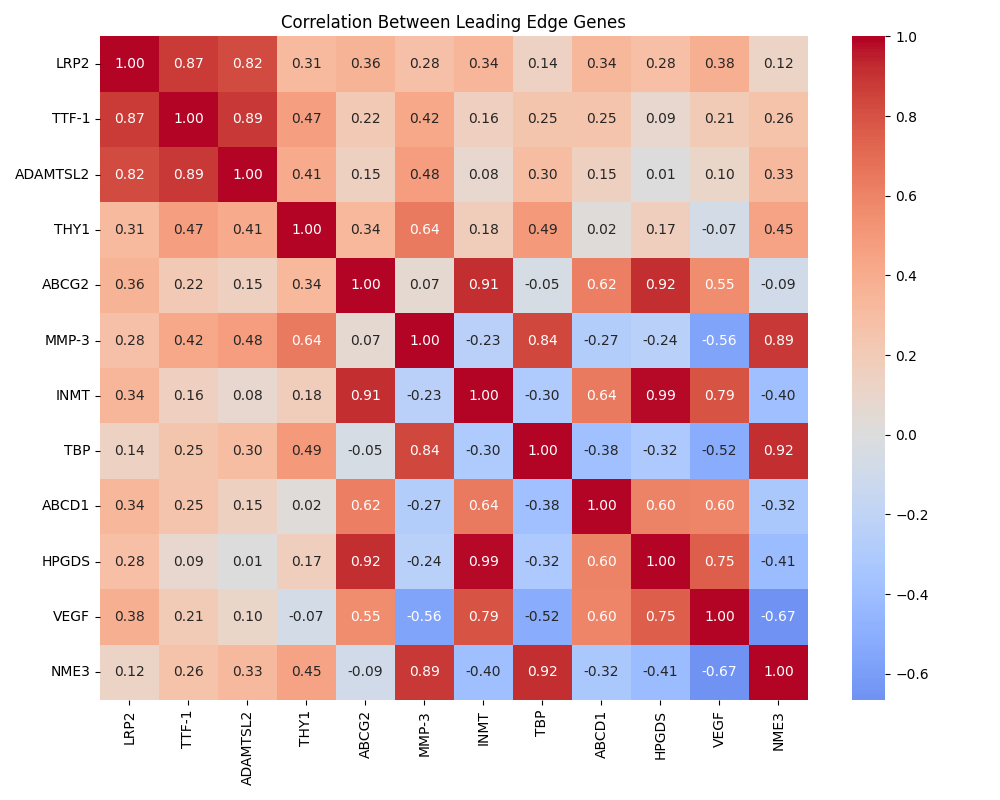 Correlation Between Leading Edge Genes
LRP2 1.00 0.87 0.82 0.31 0.36 0.28 0.34 0.14 0.34 0.28 0.38 0.12
TTF-1 0.87 1.00 0.89 0.47 0.22 0.42 0.16 0.25 0.25 0.09 0.21 0.26
ADAMTSL2 0.82 0.89 1.00 0.41 0.15 0.48 0.08 0.30 0.15 0.01 0.10 0.33
THY1 0.31 0.47 0.41 1.00 0.34 0.64 0.18 0.49 0.02 0.17 -0.07 0.45
ABCG2 0.36 0.22 0.15 0.34 1.00 0.07 0.91 -0.05 0.62 0.92 0.55 -0.09
MMP-3 0.28 0.42 0.48 0.64 0.07 1.00 -0.23 0.84 -0.27 -0.24 -0.56 0.89
INMT 0.34 0.16 0.08 0.18 0.91 -0.23 1.00 -0.30 0.64 0.99 0.79 -0.40
TBP 0.14 0.25 0.30 0.49 -0.05 0.84 -0.30 1.00 -0.38 -0.32 -0.52 0.92
ABCD1 0.34 0.25 0.15 0.02 0.62 -0.27 0.64 -0.38 1.00 0.60 0.60 -0.32
HPGDS 0.28 0.09 0.01 0.17 0.92 -0.24 0.99 -0.32 0.60 1.00 0.75 -0.41
VEGF 0.38 0.21 0.10 -0.07 0.55 -0.56 0.79 -0.52 0.60 0.75 1.00 -0.67
NME3 0.12 0.26 0.33 0.45 -0.09 0.89 -0.40 0.92 -0.32 -0.41 -0.67 1.00
LRP2 TTF-1 ADAMTSL2 THY1 ABCG2 MMP-3 INMT TBP ABCD1 HPGDS VEGF NME3
1.0
0.8
0.6
0.4
0.2
0.0
−0.2
−0.4
−0.6